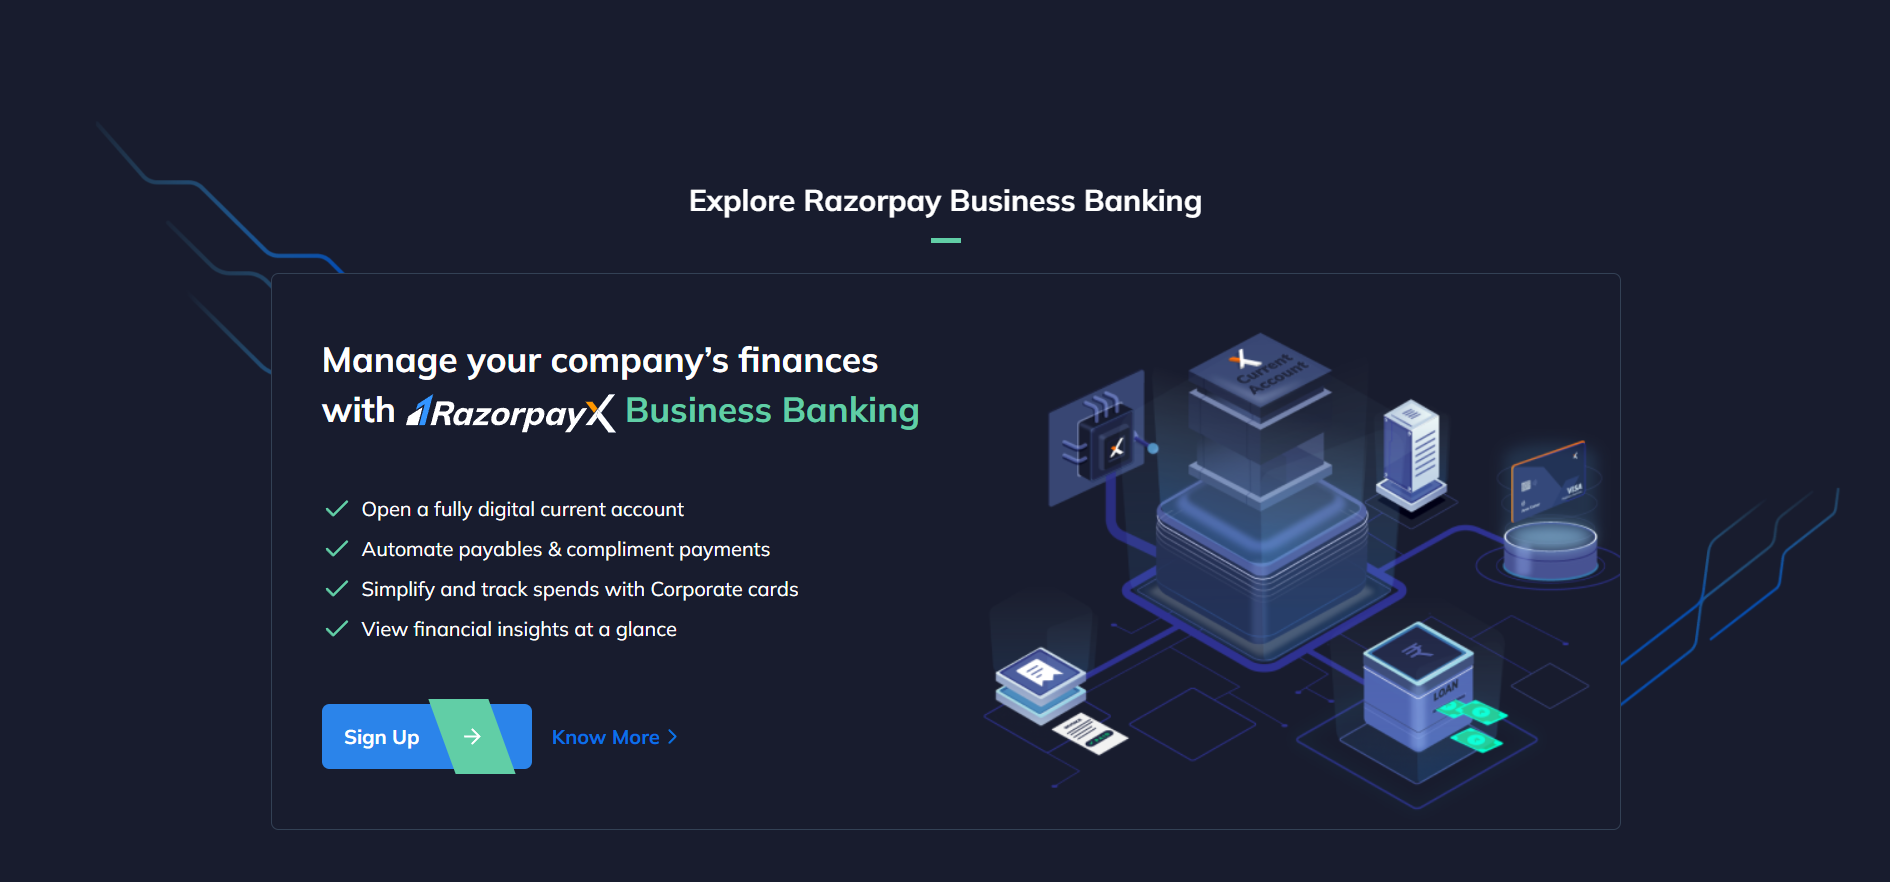 Explore Razorpay Business Banking
Manage your company’s finances
with RazorpayX Business Banking
Open a fully digital current account
Automate payables & compliment payments
Simplify and track spends with Corporate cards
View financial insights at a glance
Sign Up
Know More
Current
Account
VISA
LOAN
INVOICE